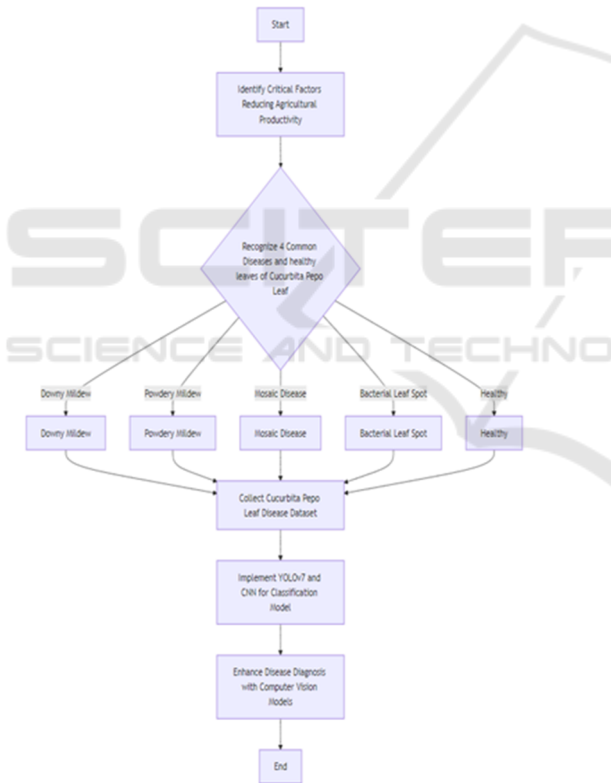 Start
Identify Critical Factors
Reducing Agricultural
Productivity
Recognize 4 Common
Diseases and healthy
leaves of Cucurbita Pepo
Leaf
SCITE
SCIENCE AND TECHNO
Downy Mildew
Powdery Mildew
Mosaic Disease
Bacterial Leaf Spot
Healthy
Downy Mildew
Powdery Mildew
Mosaic Disease
Bacterial Leaf Spot
Healthy
Collect Cucurbita Pepo
Leaf Disease Dataset
Implement YOLOv7 and
CNN for Classification
Model
Enhance Disease Diagnosis
with Computer Vision
Models
End